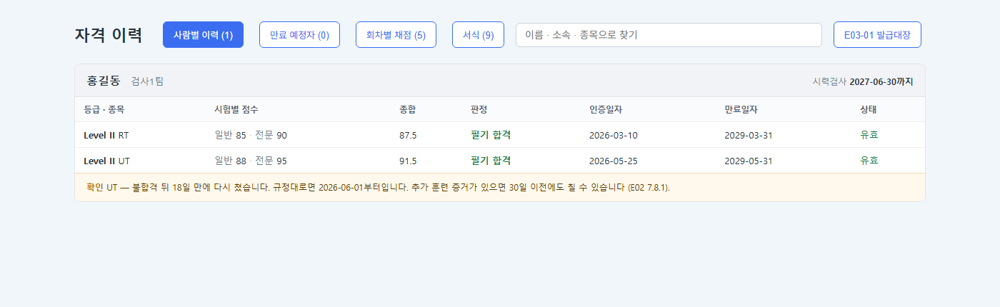 자격 이력 사람별 이력 (1) 만료 예정자 (0) 회차별 채점 (5) 서식 (9) 이름 · 소속 · 종목으로 찾기 E03-01 발급대장
홍길동 검사1팀 시력검사 2027-06-30까지
등급 · 종목 시험별 점수 종합 판정 인증일자 만료일자 상태
Level II RT 일반 85 · 전문 90 87.5 필기 합격 2026-03-10 2029-03-31 유효
Level II UT 일반 88 · 전문 95 91.5 필기 합격 2026-05-25 2029-05-31 유효
확인 UT — 불합격 뒤 18일 만에 다시 쳤습니다. 규정대로면 2026-06-01부터입니다. 추가 훈련 증거가 있으면 30일 이전에도 칠 수 있습니다 (E02 7.8.1).